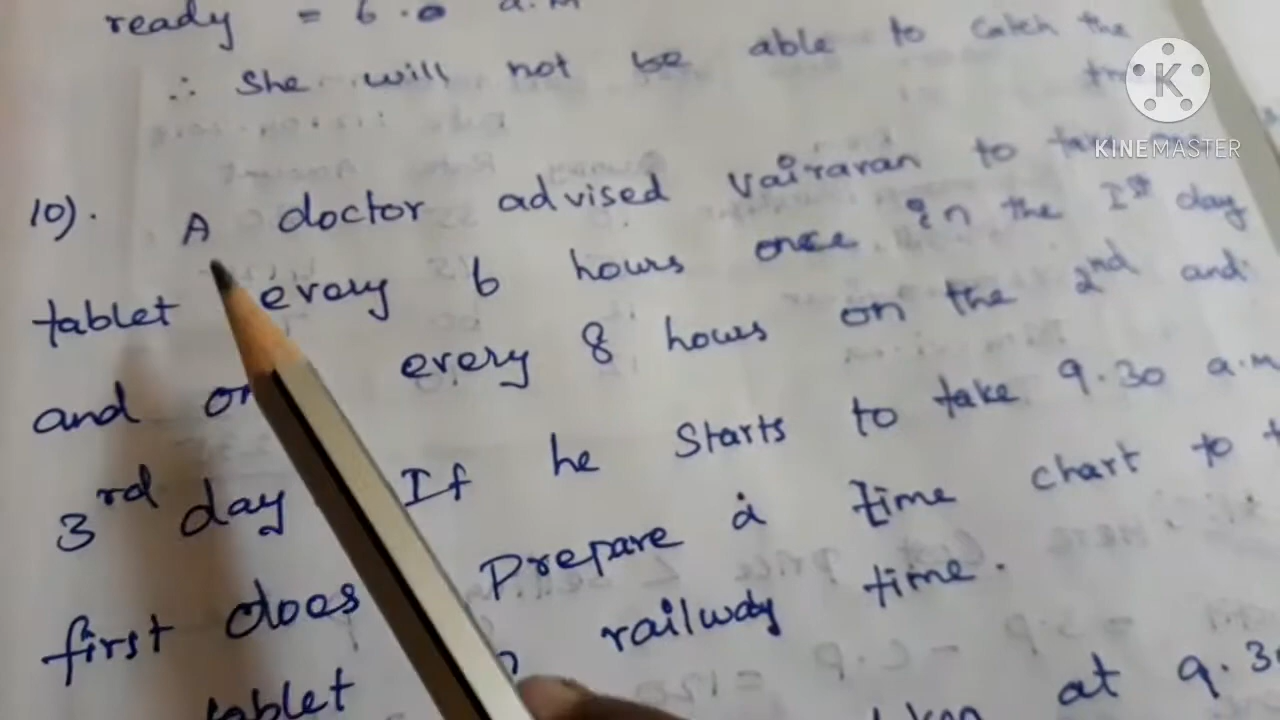 ready = 6.0 a.m
∴ She will not be able to catch the
K
KINEMASTER
10). A doctor advised Vairavan to take one
tablet every 6 hours once in the Ist day
and every 8 hours on the 2nd and
3rd day If he starts to take 9.30 a.m
first does Prepare a time chart to
tablet railway time.
at 9.3